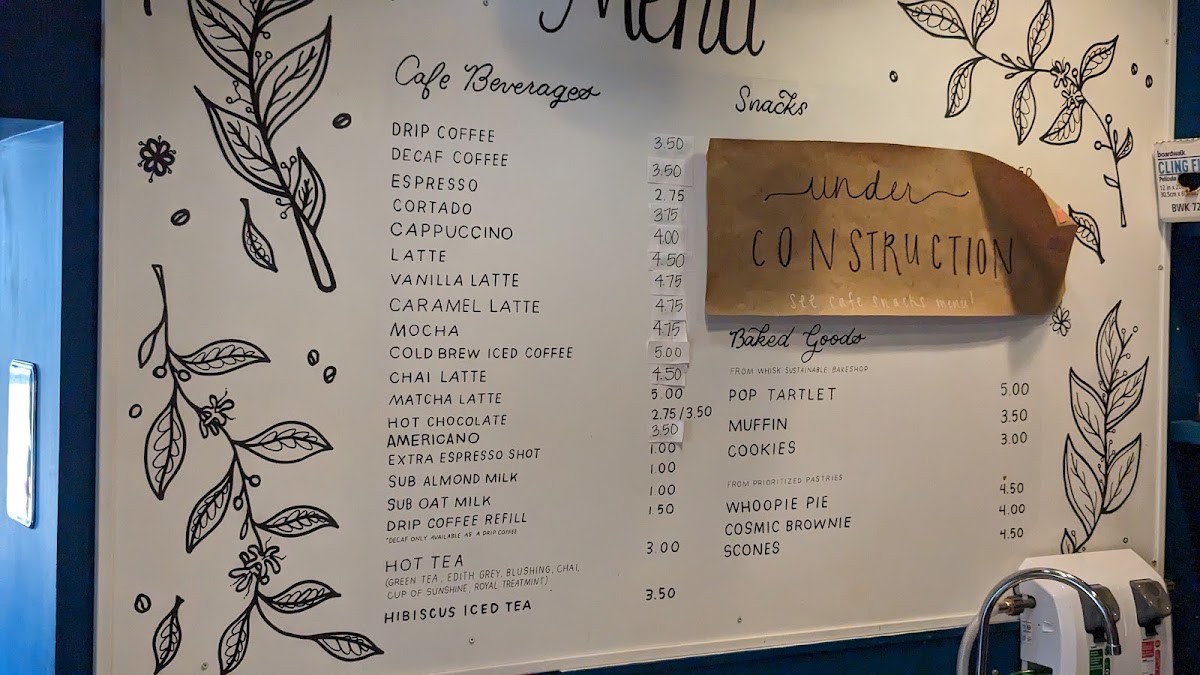 Menu
Cafe Beverages
DRIP COFFEE 3.50
DECAF COFFEE 3.50
ESPRESSO 2.75
CORTADO 3.75
CAPPUCCINO 4.00
LATTE 4.50
VANILLA LATTE 4.75
CARAMEL LATTE 4.75
MOCHA 4.75
COLD BREW ICED COFFEE 5.00
CHAI LATTE 4.50
MATCHA LATTE 5.00
HOT CHOCOLATE 2.75/3.50
AMERICANO 3.50
EXTRA ESPRESSO SHOT 1.00
SUB ALMOND MILK 1.00
SUB OAT MILK 1.00
DRIP COFFEE REFILL 1.50
*DECAF ONLY AVAILABLE AS A DRIP COFFEE
HOT TEA 3.00
(GREEN TEA, EDITH GREY, BLUSHING, CHAI,
CUP OF SUNSHINE, ROYAL TREATMINT)
HIBISCUS ICED TEA 3.50
Snacks
under
CONSTRUCTION
see cafe snacks menu!
Baked Goods
FROM WHISK SUSTAINABLE BAKESHOP
POP TARTLET 5.00
MUFFIN 3.50
COOKIES 3.00
FROM PRIORITIZED PASTRIES
WHOOPIE PIE 4.50
COSMIC BROWNIE 4.00
SCONES 4.50
boardwalk
CLING
12 in
30.5cm
BWK 72